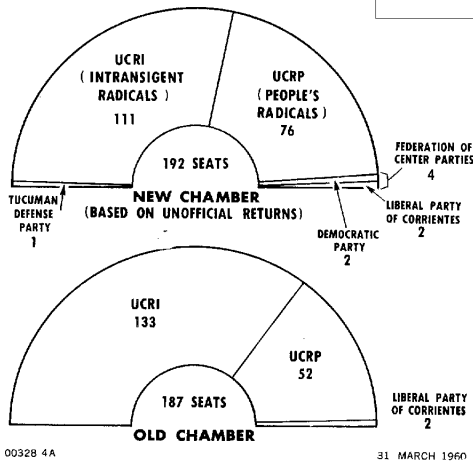 UCRI
(INTRANSIGENT
RADICALS)
111
UCRP
(PEOPLE'S
RADICALS)
76
192 SEATS
FEDERATION OF
CENTER PARTIES
4
TUCUMAN
DEFENSE
PARTY
1
NEW CHAMBER
(BASED ON UNOFFICIAL RETURNS)
DEMOCRATIC
PARTY
2
LIBERAL PARTY
OF CORRIENTES
2
UCRI
133
UCRP
52
187 SEATS
LIBERAL PARTY
OF CORRIENTES
2
OLD CHAMBER
00328 4A
31 MARCH 1960